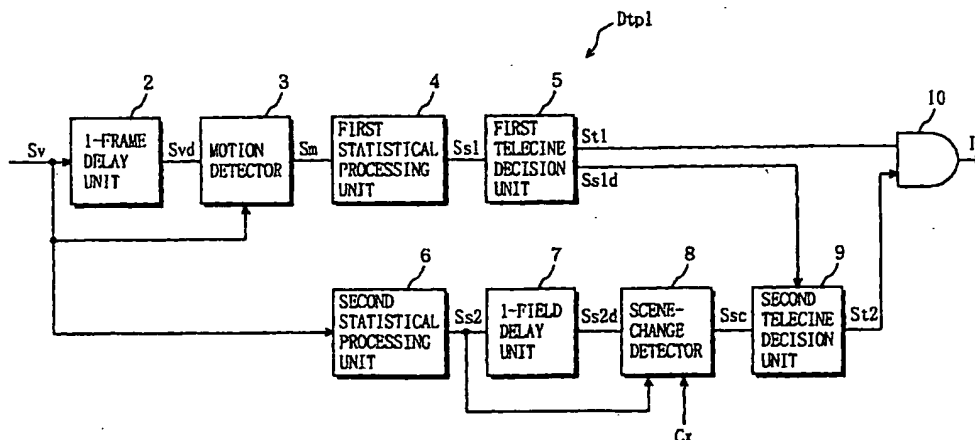 Dtp1
2
3
4
5
10
Sv
1-FRAME
DELAY
UNIT
Svd
MOTION
DETECTOR
Sm
FIRST
STATISTICAL
PROCESSING
UNIT
Ss1
FIRST
TELECINE
DECISION
UNIT
St1
Ss1d
I
6
7
8
9
SECOND
STATISTICAL
PROCESSING
UNIT
Ss2
1-FIELD
DELAY
UNIT
Ss2d
SCENE-
CHANGE
DETECTOR
Ssc
SECOND
TELECINE
DECISION
UNIT
St2